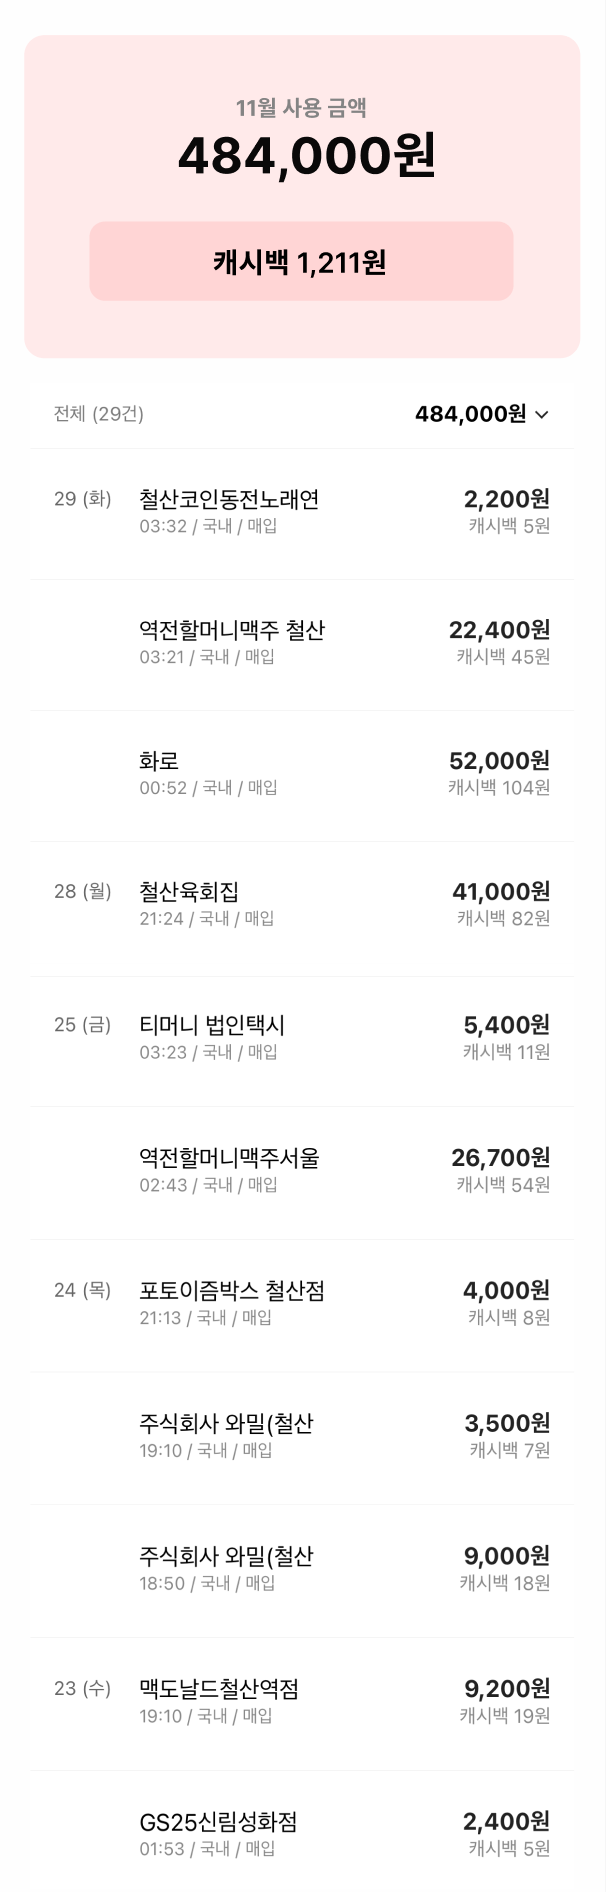 11월 사용 금액
484,000원
캐시백 1,211원
전체 (29건) 484,000원
29 (화) 철산코인동전노래연 2,200원
03:32 / 국내 / 매입 캐시백 5원
역전할머니맥주 철산 22,400원
03:21 / 국내 / 매입 캐시백 45원
화로 52,000원
00:52 / 국내 / 매입 캐시백 104원
28 (월) 철산육회집 41,000원
21:24 / 국내 / 매입 캐시백 82원
25 (금) 티머니 법인택시 5,400원
03:23 / 국내 / 매입 캐시백 11원
역전할머니맥주서울 26,700원
02:43 / 국내 / 매입 캐시백 54원
24 (목) 포토이즘박스 철산점 4,000원
21:13 / 국내 / 매입 캐시백 8원
주식회사 와밀(철산 3,500원
19:10 / 국내 / 매입 캐시백 7원
주식회사 와밀(철산 9,000원
18:50 / 국내 / 매입 캐시백 18원
23 (수) 맥도날드철산역점 9,200원
19:10 / 국내 / 매입 캐시백 19원
GS25신림성화점 2,400원
01:53 / 국내 / 매입 캐시백 5원